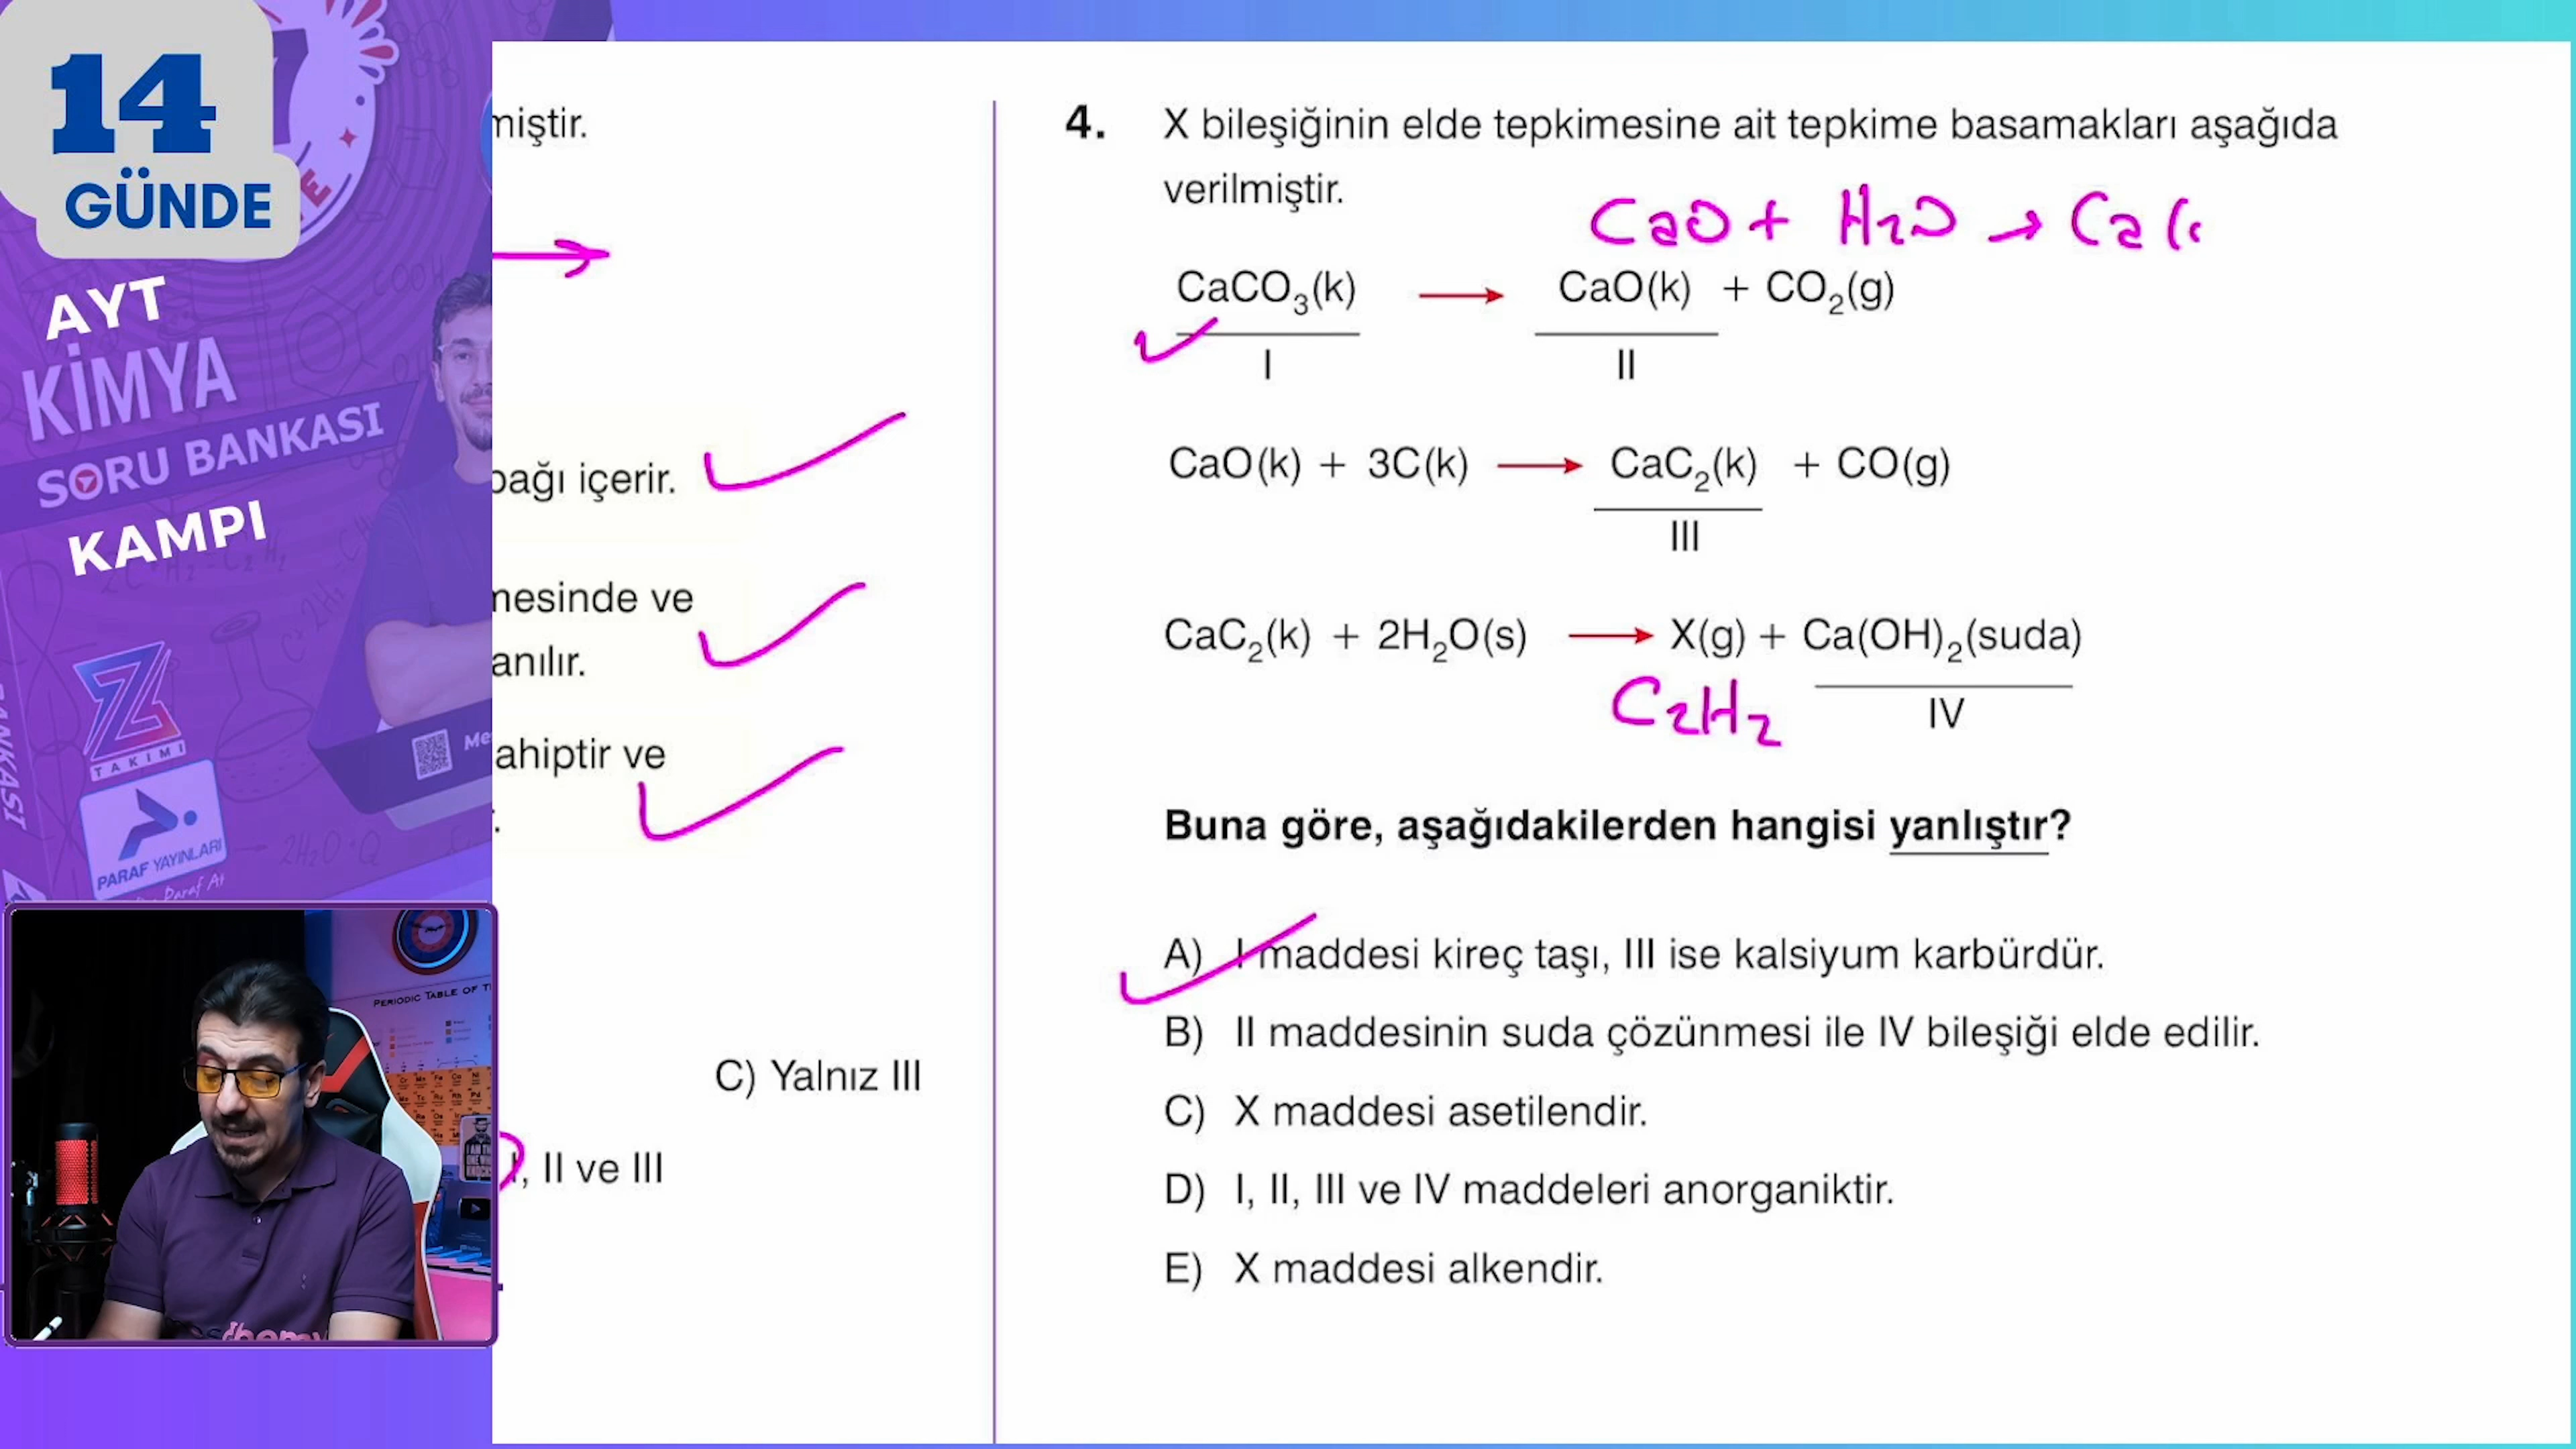 14
GÜNDE
AYT
KİMYA
SORU BANKASI
KAMPI
Z
TAKIMI
PARAF YAYINLARI
miştir.
bağı içerir.
mesinde ve
anılır.
ahiptir ve
C) Yalnız III
I, II ve III
4. X bileşiğinin elde tepkimesine ait tepkime basamakları aşağıda
verilmiştir.
CaO + H₂O → Ca(
CaCO₃(k) → CaO(k) + CO₂(g)
I II
CaO(k) + 3C(k) → CaC₂(k) + CO(g)
III
CaC₂(k) + 2H₂O(s) → X(g) + Ca(OH)₂(suda)
C₂H₂ IV
Buna göre, aşağıdakilerden hangisi yanlıştır?
A) I maddesi kireç taşı, III ise kalsiyum karbürdür.
B) II maddesinin suda çözünmesi ile IV bileşiği elde edilir.
C) X maddesi asetilendir.
D) I, II, III ve IV maddeleri anorganiktir.
E) X maddesi alkendir.
PERIODIC TABLE OF T